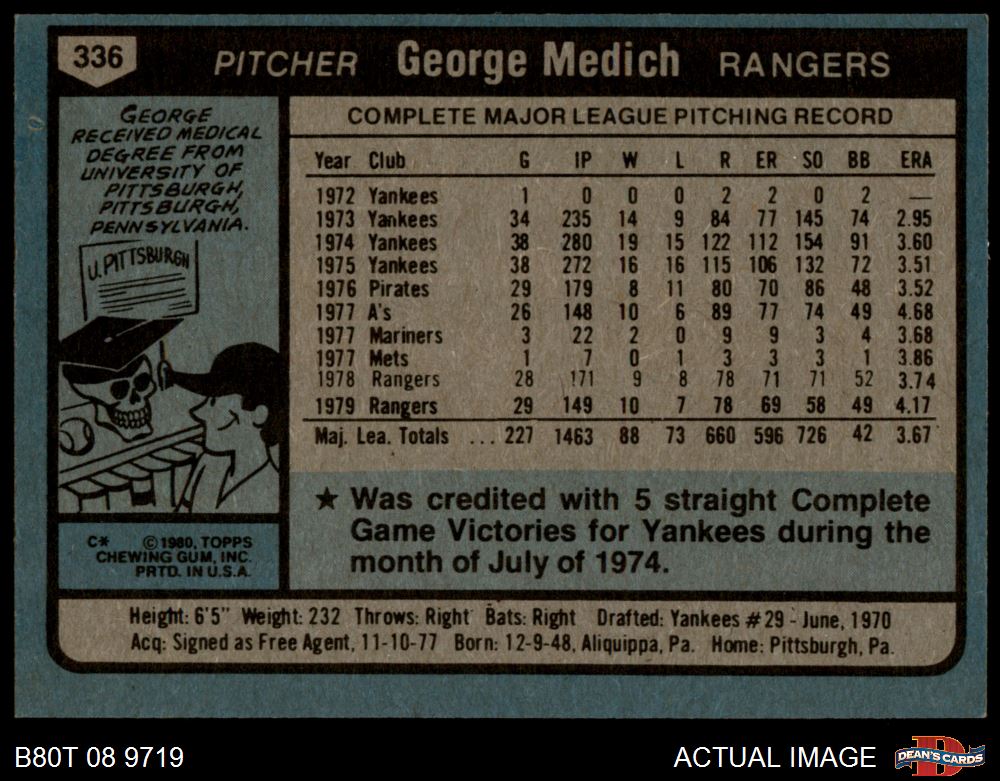 336 PITCHER George Medich RANGERS
GEORGE
RECEIVED MEDICAL
DEGREE FROM
UNIVERSITY OF
PITTSBURGH,
PITTSBURGH,
PENNSYLVANIA.
U. PITTSBURGH
COMPLETE MAJOR LEAGUE PITCHING RECORD
Year Club G IP W L R ER SO BB ERA
1972 Yankees 1 0 0 0 2 2 0 2 —
1973 Yankees 34 235 14 9 84 77 145 74 2.95
1974 Yankees 38 280 19 15 122 112 154 91 3.60
1975 Yankees 38 272 16 16 115 106 132 72 3.51
1976 Pirates 29 179 8 11 80 70 86 48 3.52
1977 A's 26 148 10 6 89 77 74 49 4.68
1977 Mariners 3 22 2 0 9 9 3 4 3.68
1977 Mets 1 7 0 1 3 3 3 1 3.86
1978 Rangers 28 171 9 8 78 71 71 52 3.74
1979 Rangers 29 149 10 7 78 69 58 49 4.17
Maj. Lea. Totals ... 227 1463 88 73 660 596 726 42 3.67
★ Was credited with 5 straight Complete
Game Victories for Yankees during the
month of July of 1974.
C* © 1980, TOPPS
CHEWING GUM, INC.
PRTD. IN U.S.A.
Height: 6'5" Weight: 232 Throws: Right Bats: Right Drafted: Yankees #29 - June, 1970
Acq: Signed as Free Agent, 11-10-77 Born: 12-9-48, Aliquippa, Pa. Home: Pittsburgh, Pa.
B80T 08 9719 ACTUAL IMAGE
D
DEAN'S CARDS